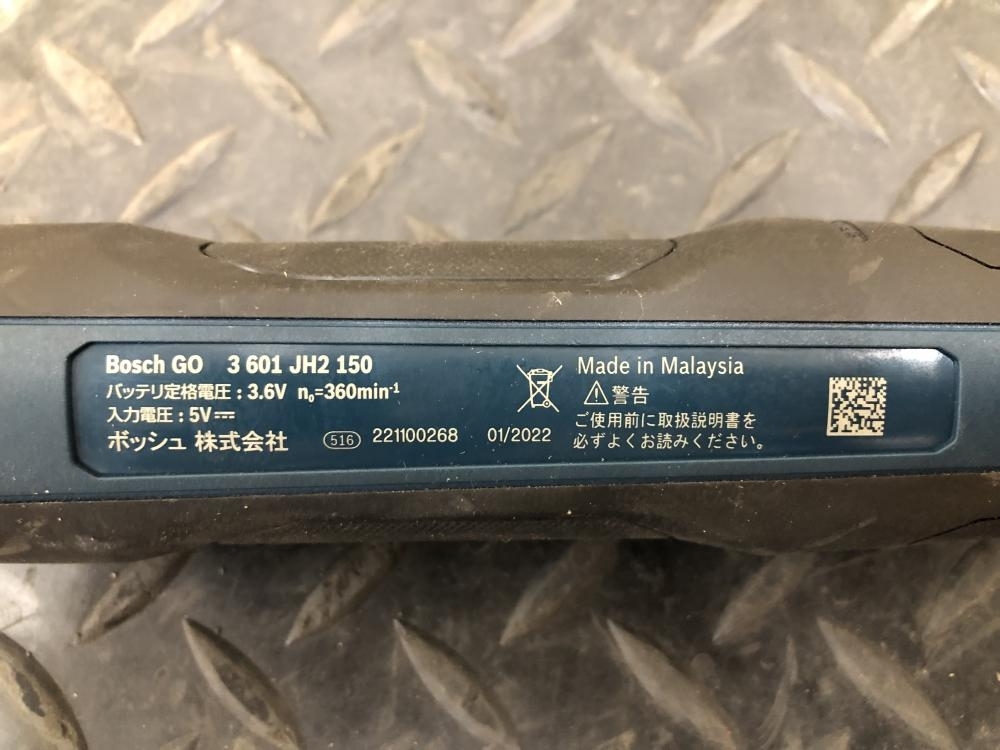 Bosch GO 3 601 JH2 150
バッテリ定格電圧：3.6V n₀=360min⁻¹
入力電圧：5V⎓
ボッシュ 株式会社 516 221100268 01/2022
Made in Malaysia
⚠警告
ご使用前に取扱説明書を
必ずよくお読みください。